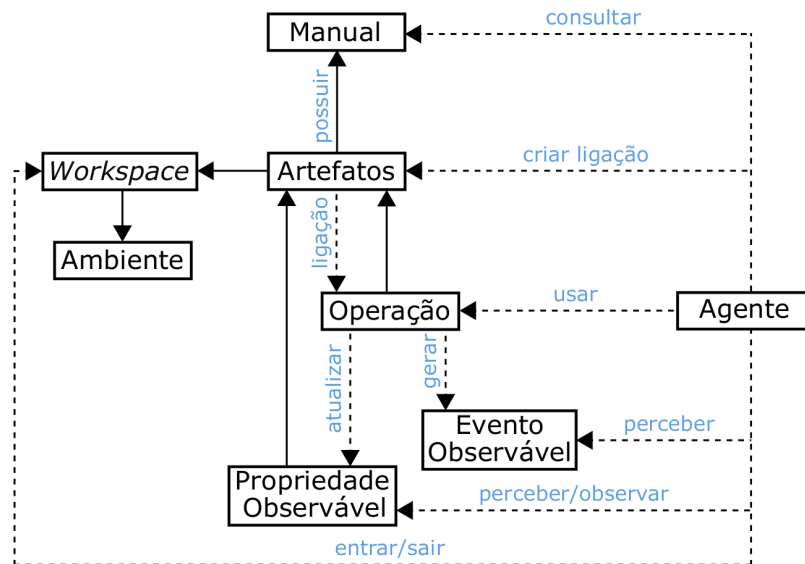 consultar
Manual
possuir
criar ligação
Workspace
Artefatos
ligação
Ambiente
usar
Agente
Operação
atualizar
gerar
Evento
Observável
perceber
Propriedade
Observável
perceber/observar
entrar/sair